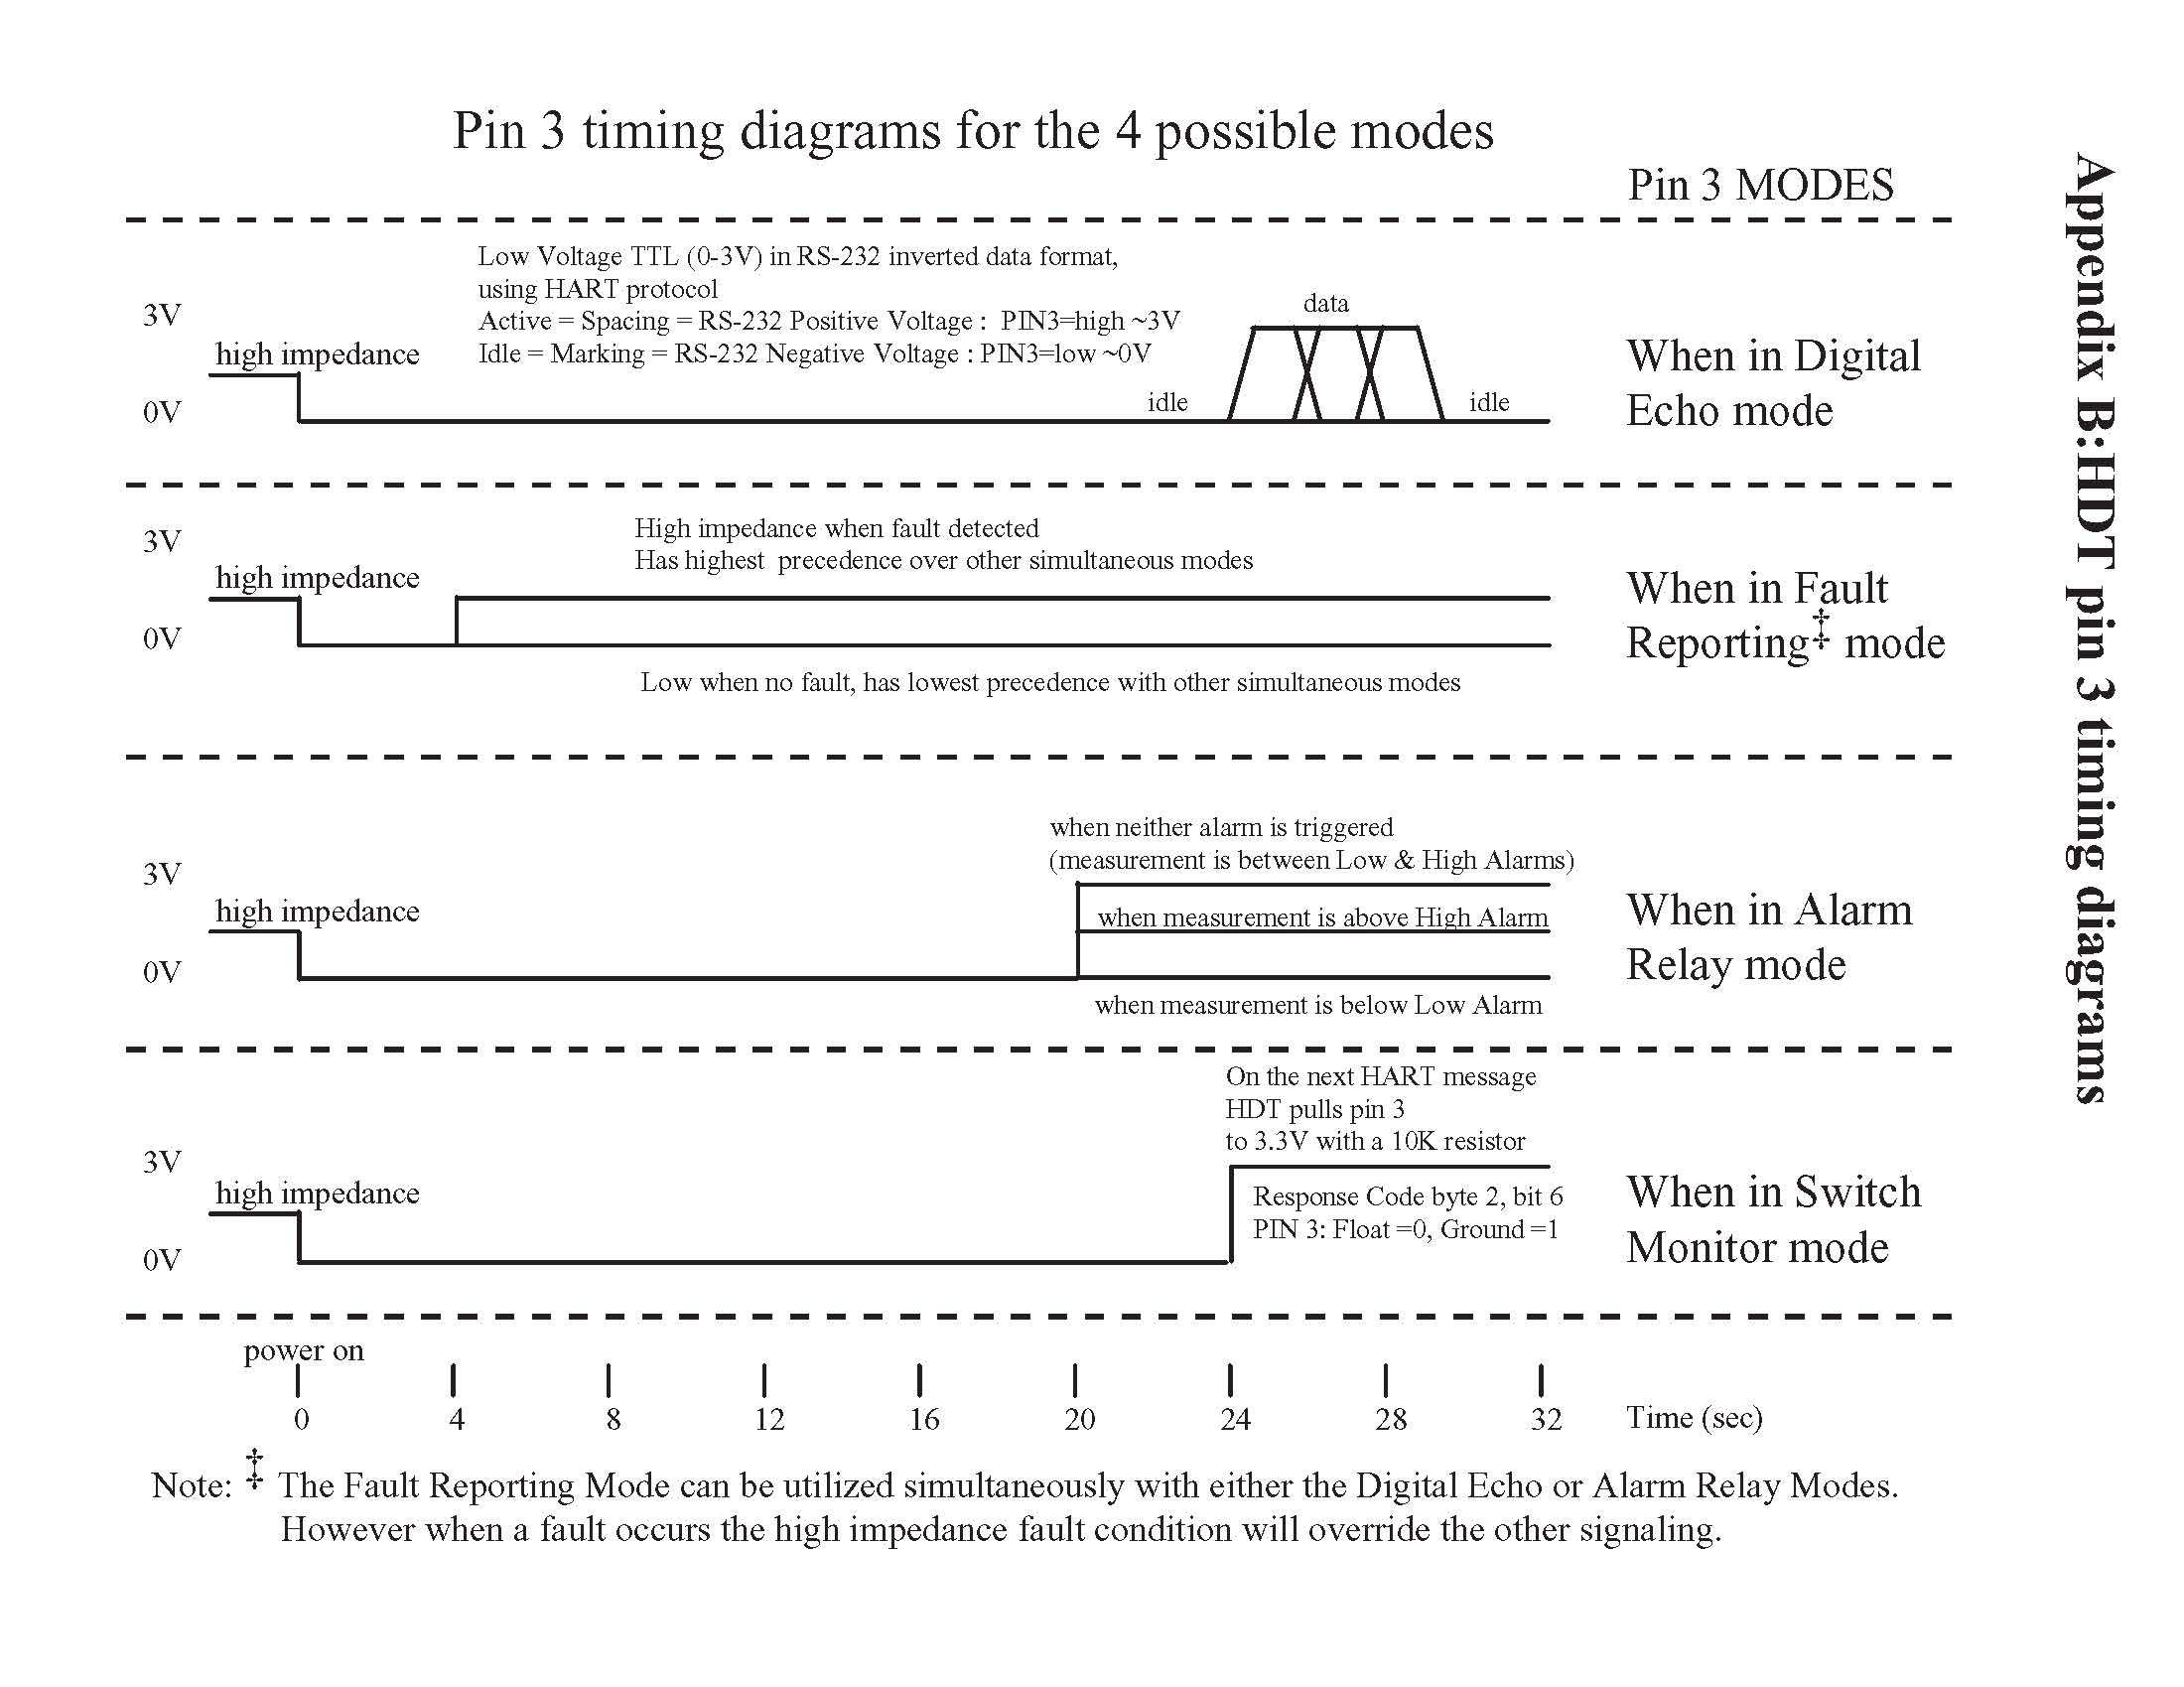 Pin 3 timing diagrams for the 4 possible modes
Pin 3 MODES
Low Voltage TTL (0-3V) in RS-232 inverted data format,
using HART protocol
Active = Spacing = RS-232 Positive Voltage : PIN3=high ~3V
Idle = Marking = RS-232 Negative Voltage : PIN3=low ~0V
3V
high impedance
0V
data
idle
idle
When in Digital
Echo mode
High impedance when fault detected
Has highest precedence over other simultaneous modes
3V
high impedance
0V
Low when no fault, has lowest precedence with other simultaneous modes
When in Fault
Reporting‡ mode
when neither alarm is triggered
(measurement is between Low & High Alarms)
3V
high impedance
0V
when measurement is above High Alarm
when measurement is below Low Alarm
When in Alarm
Relay mode
On the next HART message
HDT pulls pin 3
to 3.3V with a 10K resistor
3V
high impedance
0V
Response Code byte 2, bit 6
PIN 3: Float =0, Ground =1
When in Switch
Monitor mode
power on
0 4 8 12 16 20 24 28 32 Time (sec)
Note: ‡ The Fault Reporting Mode can be utilized simultaneously with either the Digital Echo or Alarm Relay Modes.
However when a fault occurs the high impedance fault condition will override the other signaling.
Appendix B:HDT pin 3 timing diagrams